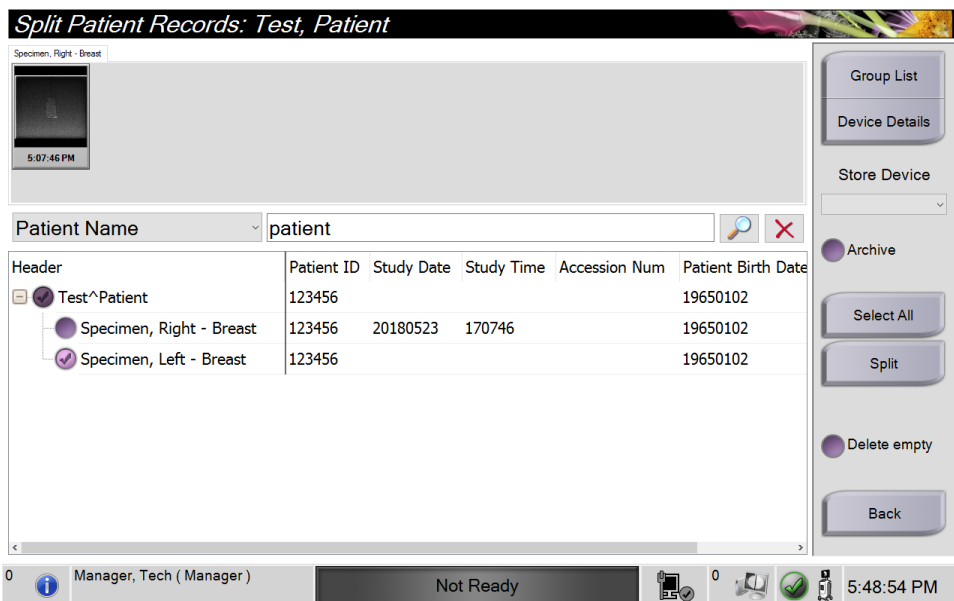 Split Patient Records: Test, Patient
Specimen, Right - Breast
5:07:46 PM
Group List
Device Details
Store Device
Archive
Select All
Split
Delete empty
Back
Patient Name patient
Header Patient ID Study Date Study Time Accession Num Patient Birth Date
Test^Patient 123456 19650102
Specimen, Right - Breast 123456 20180523 170746 19650102
Specimen, Left - Breast 123456 19650102
0 Manager, Tech ( Manager ) Not Ready 0 5:48:54 PM